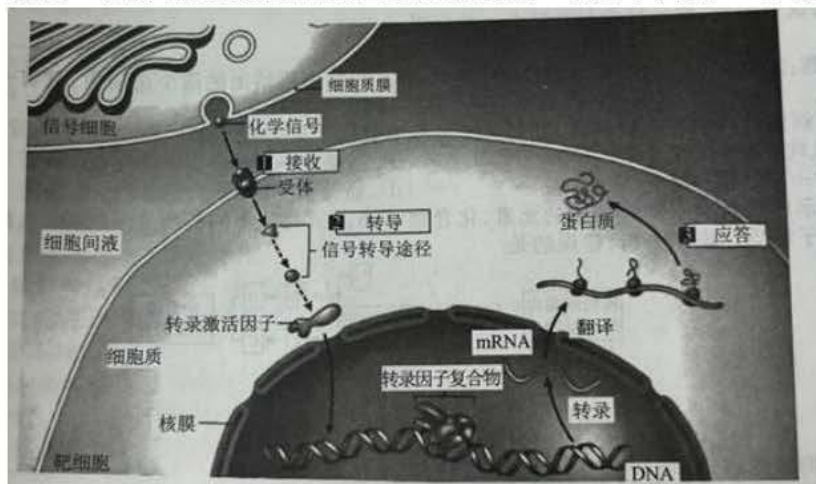 细胞质膜
信号细胞
化学信号
1 接收
受体
细胞间液
2 转导
信号转导途径
蛋白质
3 应答
转录激活因子
细胞质
mRNA
翻译
转录因子复合物
核膜
转录
靶细胞
DNA